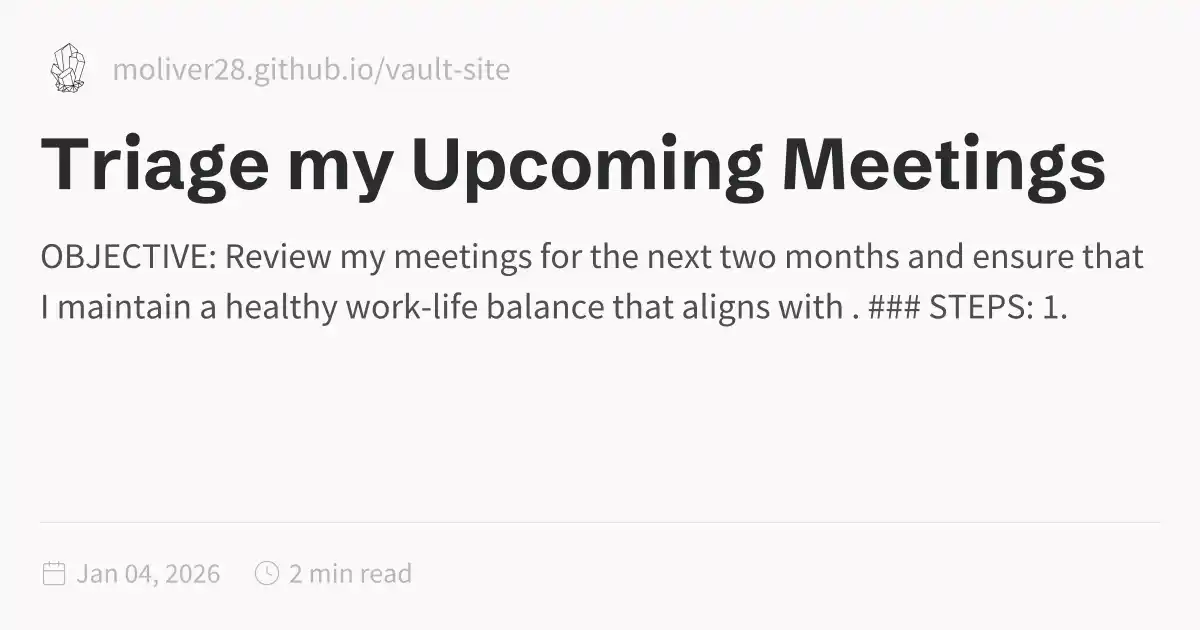 moliver28.github.io/vault-site
Triage my Upcoming Meetings
OBJECTIVE: Review my meetings for the next two months and ensure that
I maintain a healthy work-life balance that aligns with . ### STEPS: 1.
Jan 04, 2026 2 min read